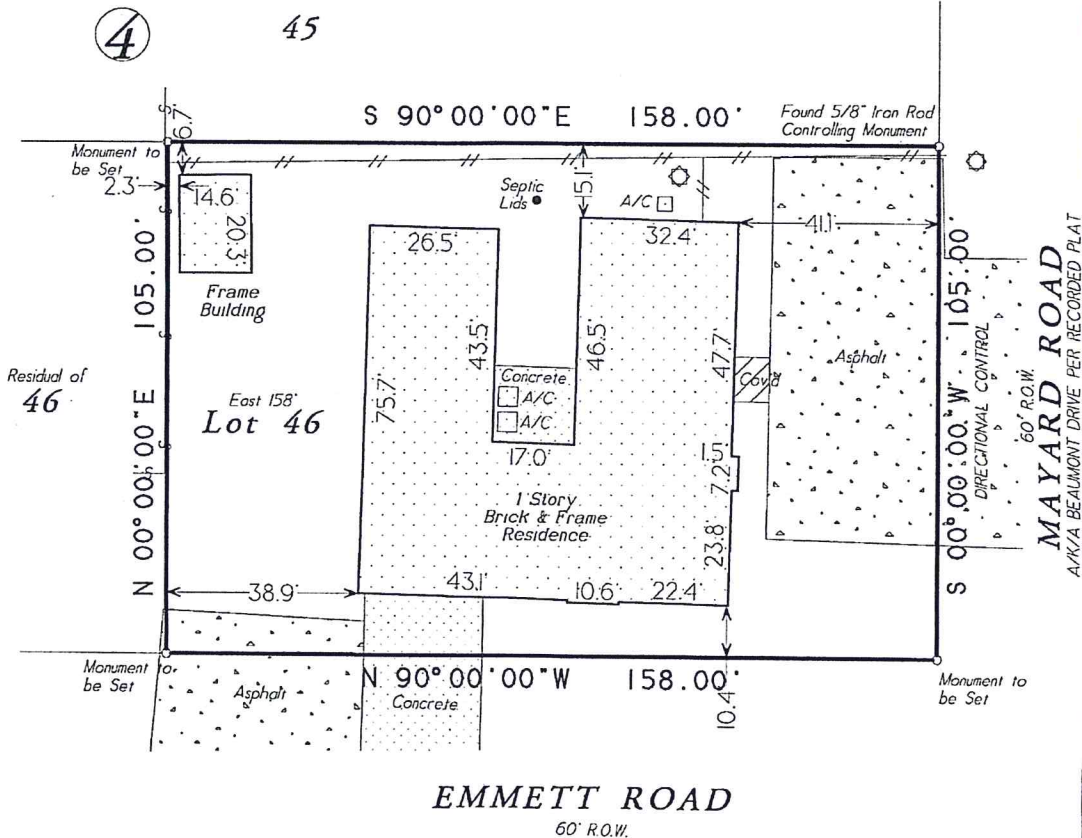 4
45
S 90°00'00"E 158.00'
Found 5/8" Iron Rod
Controlling Monument
6.7'
Monument to
be Set
2.3'
14.6'
20.3'
Septic
Lids
15.1'
A/C
26.5'
32.4'
41.1'
Frame
Building
N 00°00'00"E 105.00'
Residual of
46
East 158'
Lot 46
75.7'
43.5'
46.5'
47.7'
Concrete
A/C
A/C
17.0'
Cov'd
Asphalt
1.5'
7.2'
23.8'
1 Story
Brick & Frame
Residence
S 00°00'00"W 105.00'
DIRECTIONAL CONTROL
60' R.O.W.
MAYARD ROAD
A/K/A BEAUMONT DRIVE PER RECORDED PLAT
38.9'
43.1'
10.6'
22.4'
Monument to
be Set
N 90°00'00"W 158.00'
Monument to
be Set
Asphalt
Concrete
10.4'
EMMETT ROAD
60' R.O.W.